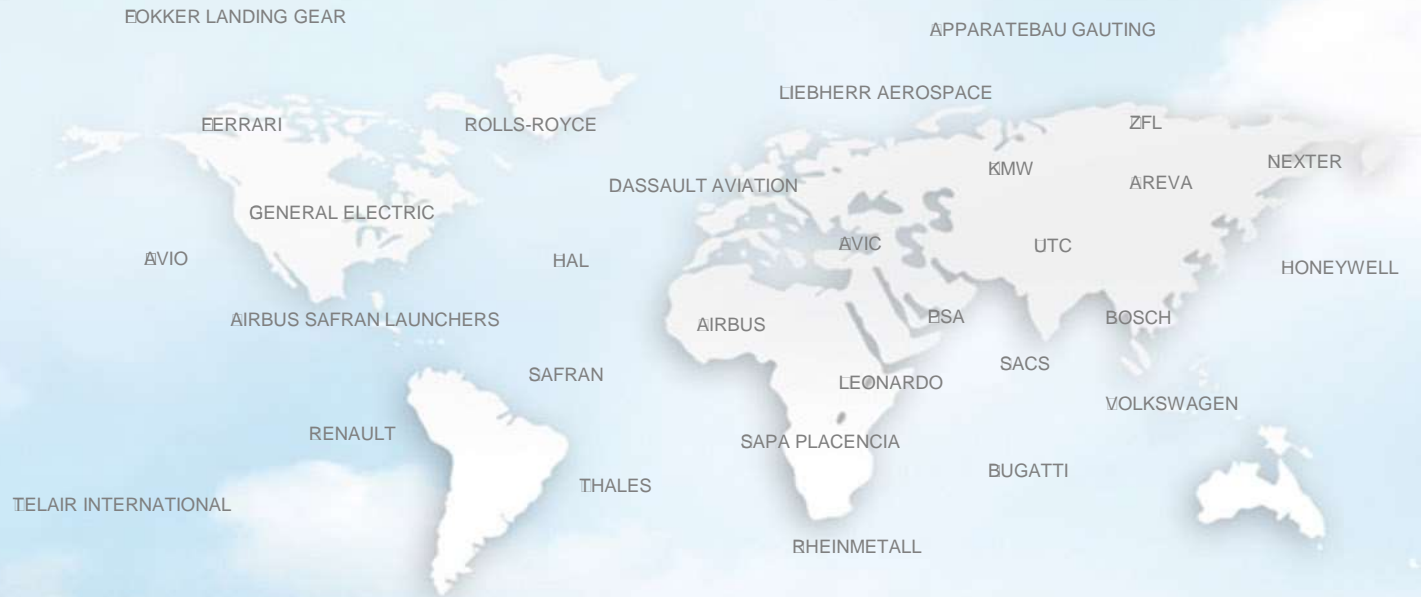 FOKKER LANDING GEAR
APPARATEBAU GAUTING
LIEBHERR AEROSPACE
FERRARI
ROLLS-ROYCE
ZFL
NEXTER
KMW
AREVA
DASSAULT AVIATION
GENERAL ELECTRIC
AVIC
UTC
AVIO
HAL
HONEYWELL
AIRBUS SAFRAN LAUNCHERS
AIRBUS
PSA
BOSCH
SACS
SAFRAN
LEONARDO
VOLKSWAGEN
RENAULT
SAPA PLACENCIA
BUGATTI
THALES
TELAIR INTERNATIONAL
RHEINMETALL